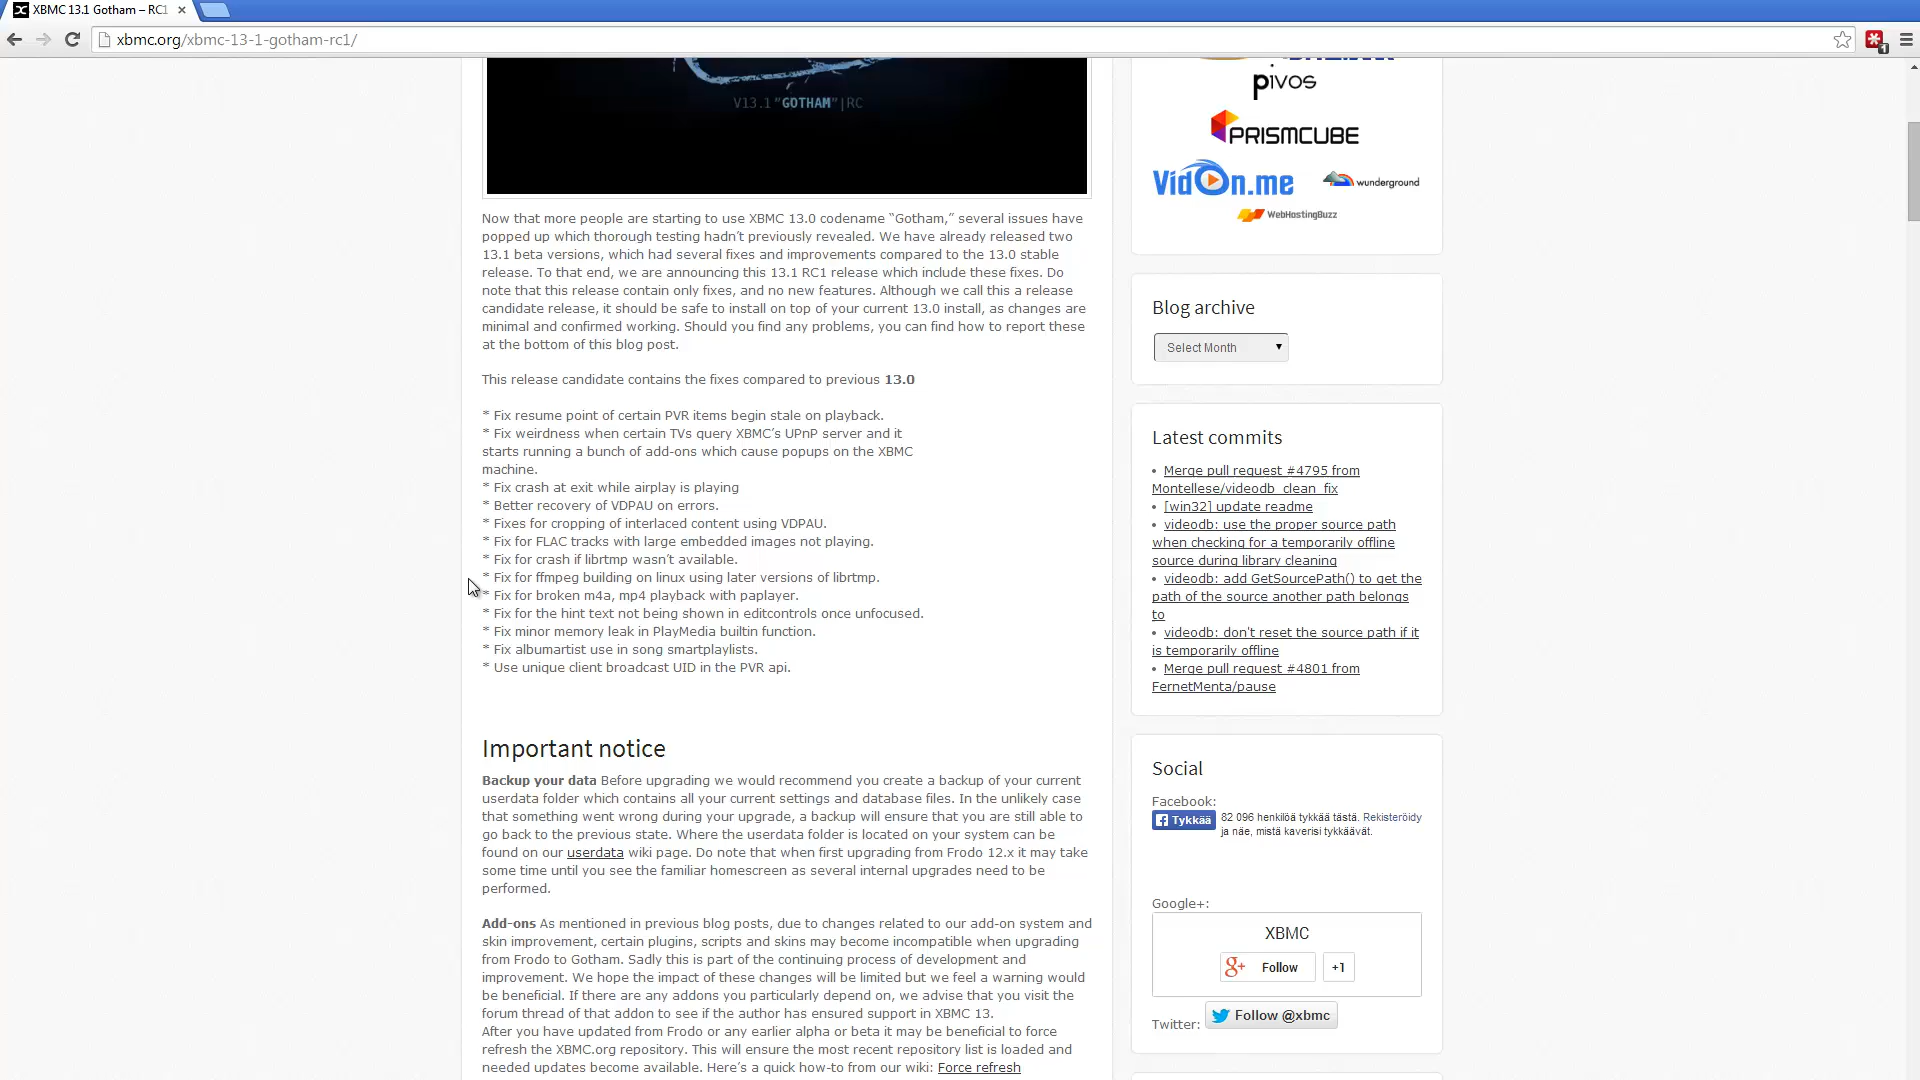 XBMC 13.1 Gotham – RC1
xbmc.org/xbmc-13-1-gotham-rc1/
1
V13.1 "GOTHAM"|RC
Now that more people are starting to use XBMC 13.0 codename “Gotham,” several issues have
popped up which thorough testing hadn’t previously revealed. We have already released two
13.1 beta versions, which had several fixes and improvements compared to the 13.0 stable
release. To that end, we are announcing this 13.1 RC1 release which include these fixes. Do
note that this release contain only fixes, and no new features. Although we call this a release
candidate release, it should be safe to install on top of your current 13.0 install, as changes are
minimal and confirmed working. Should you find any problems, you can find how to report these
at the bottom of this blog post.
This release candidate contains the fixes compared to previous 13.0
* Fix resume point of certain PVR items begin stale on playback.
* Fix weirdness when certain TVs query XBMC’s UPnP server and it
starts running a bunch of add-ons which cause popups on the XBMC
machine.
* Fix crash at exit while airplay is playing
* Better recovery of VDPAU on errors.
* Fixes for cropping of interlaced content using VDPAU.
* Fix for FLAC tracks with large embedded images not playing.
* Fix for crash if librtmp wasn’t available.
* Fix for ffmpeg building on linux using later versions of librtmp.
* Fix for broken m4a, mp4 playback with paplayer.
* Fix for the hint text not being shown in editcontrols once unfocused.
* Fix minor memory leak in PlayMedia builtin function.
* Fix albumartist use in song smartplaylists.
* Use unique client broadcast UID in the PVR api.
Important notice
Backup your data Before upgrading we would recommend you create a backup of your current
userdata folder which contains all your current settings and database files. In the unlikely case
that something went wrong during your upgrade, a backup will ensure that you are still able to
go back to the previous state. Where the userdata folder is located on your system can be
found on our userdata wiki page. Do note that when first upgrading from Frodo 12.x it may take
some time until you see the familiar homescreen as several internal upgrades need to be
performed.
Add-ons As mentioned in previous blog posts, due to changes related to our add-on system and
skin improvement, certain plugins, scripts and skins may become incompatible when upgrading
from Frodo to Gotham. Sadly this is part of the continuing process of development and
improvement. We hope the impact of these changes will be limited but we feel a warning would
be beneficial. If there are any addons you particularly depend on, we advise that you visit the
forum thread of that addon to see if the author has ensured support in XBMC 13.
After you have updated from Frodo or any earlier alpha or beta it may be beneficial to force
refresh the XBMC.org repository. This will ensure the most recent repository list is loaded and
needed updates become available. Here’s a quick how-to from our wiki: Force refresh
pivos
PRISMCUBE
VidOn.me
wunderground
WebHostingBuzz
Blog archive
Select Month
Latest commits
• Merge pull request #4795 from
Montellese/videodb_clean_fix
• [win32] update readme
• videodb: use the proper source path
when checking for a temporarily offline
source during library cleaning
• videodb: add GetSourcePath() to get the
path of the source another path belongs
to
• videodb: don't reset the source path if it
is temporarily offline
• Merge pull request #4801 from
FernetMenta/pause
Social
Facebook:
Tykkää
82 096 henkilöä tykkää tästä. Rekisteröidy
ja näe, mistä kaverisi tykkäävät.
Google+:
XBMC
g+ Follow
+1
Twitter:
Follow @xbmc